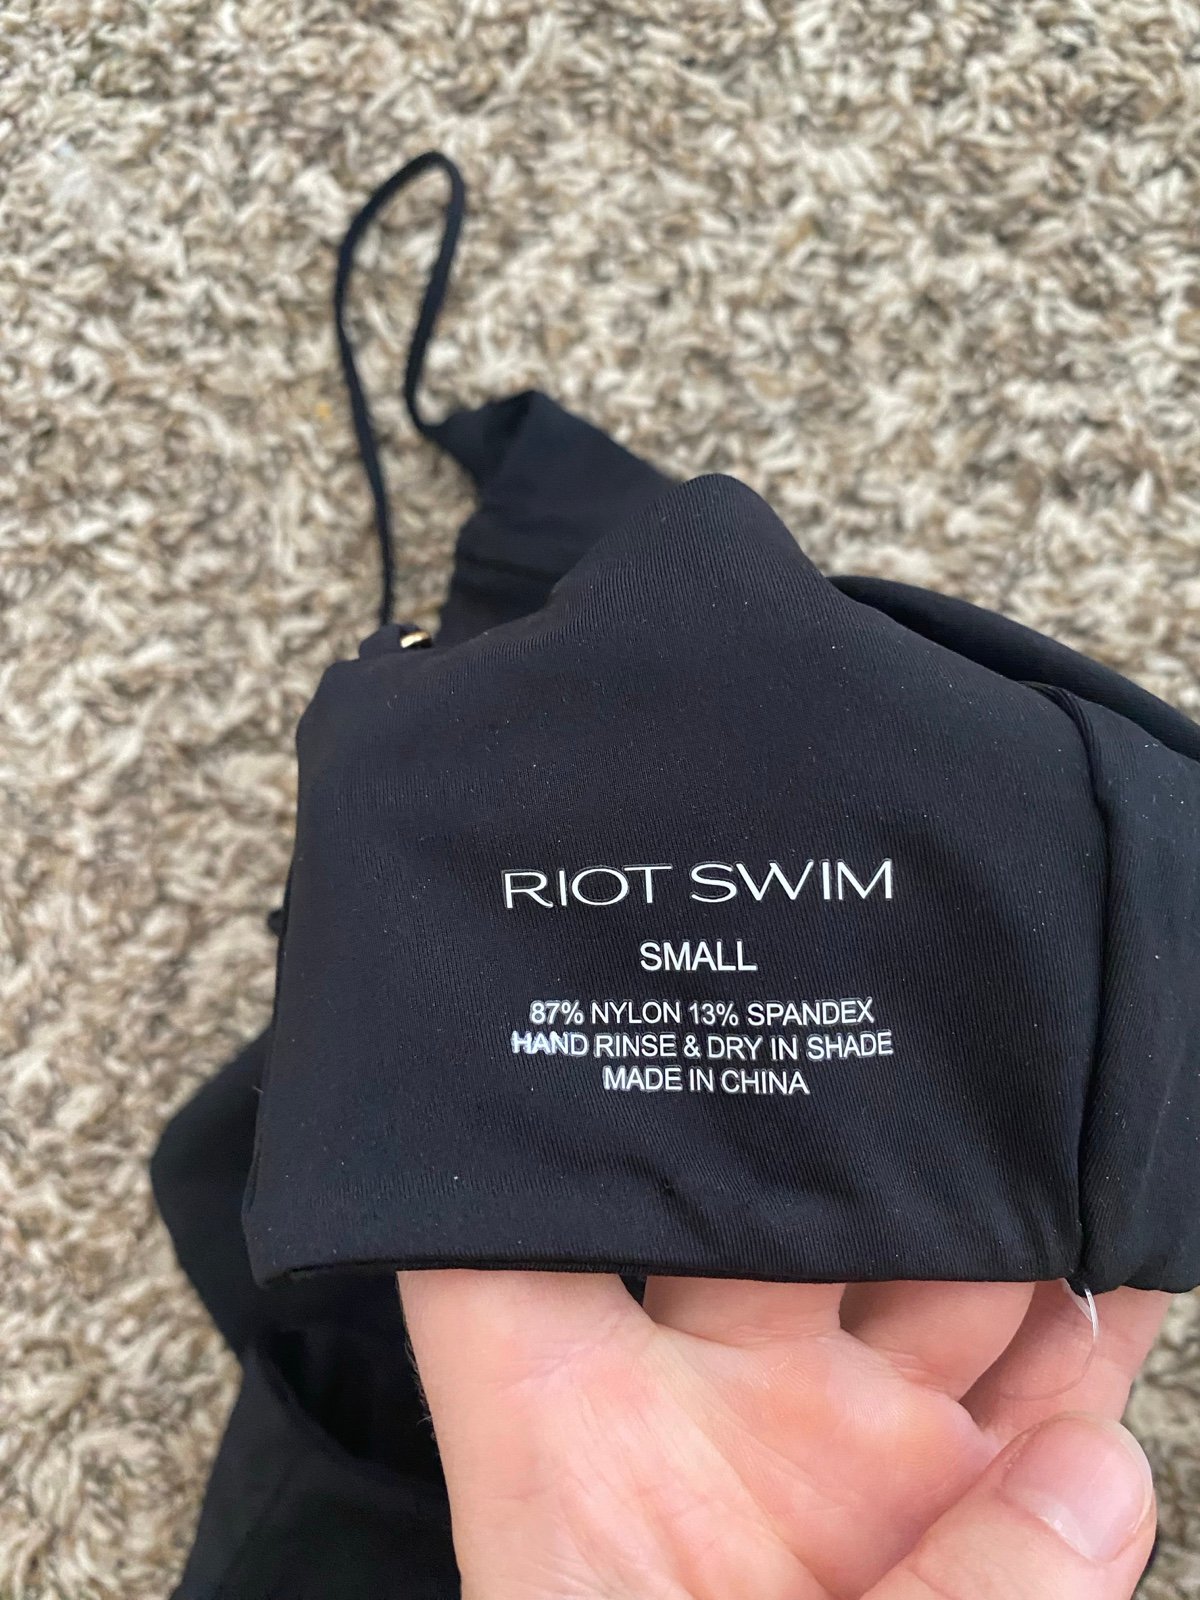 RIOT SWIM
SMALL
87% NYLON 13% SPANDEX
HAND RINSE & DRY IN SHADE
MADE IN CHINA